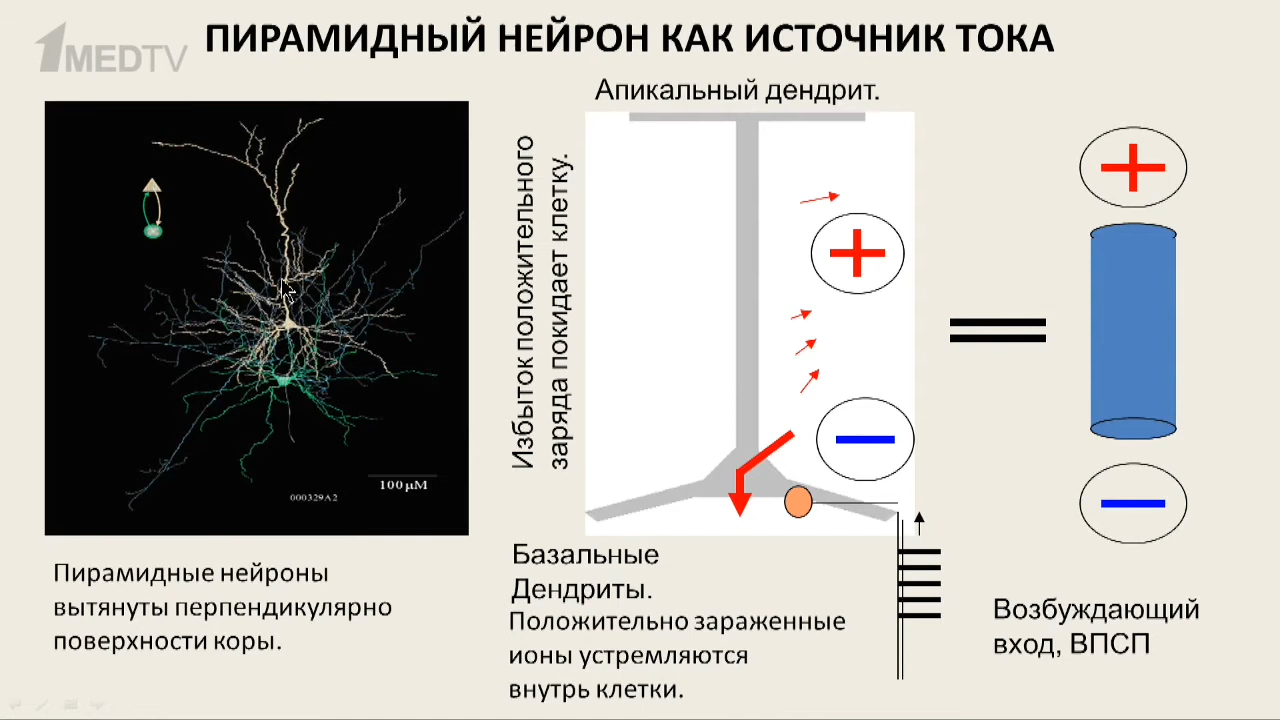 1MEDTV
ПИРАМИДНЫЙ НЕЙРОН КАК ИСТОЧНИК ТОКА
Апикальный дендрит.
Избыток положительного
заряда покидает клетку.
100 μM
000329A2
Пирамидные нейроны
вытянуты перпендикулярно
поверхности коры.
Базальные
Дендриты.
Положительно зараженные
ионы устремляются
внутрь клетки.
Возбуждающий
вход, ВПСП